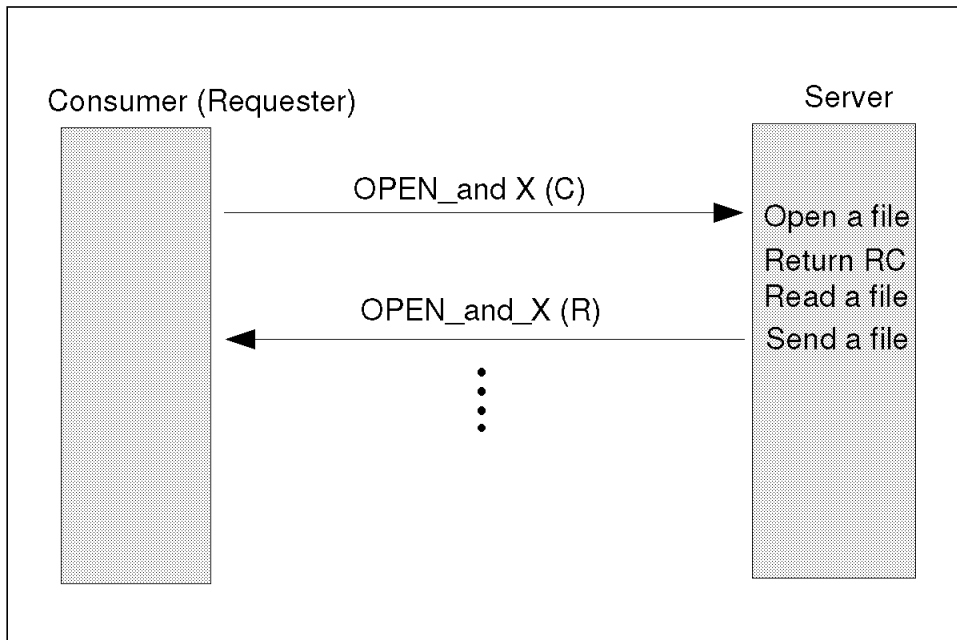 Consumer (Requester)
Server
OPEN_and X (C)
Open a file
Return RC
Read a file
OPEN_and_X (R)
Send a file